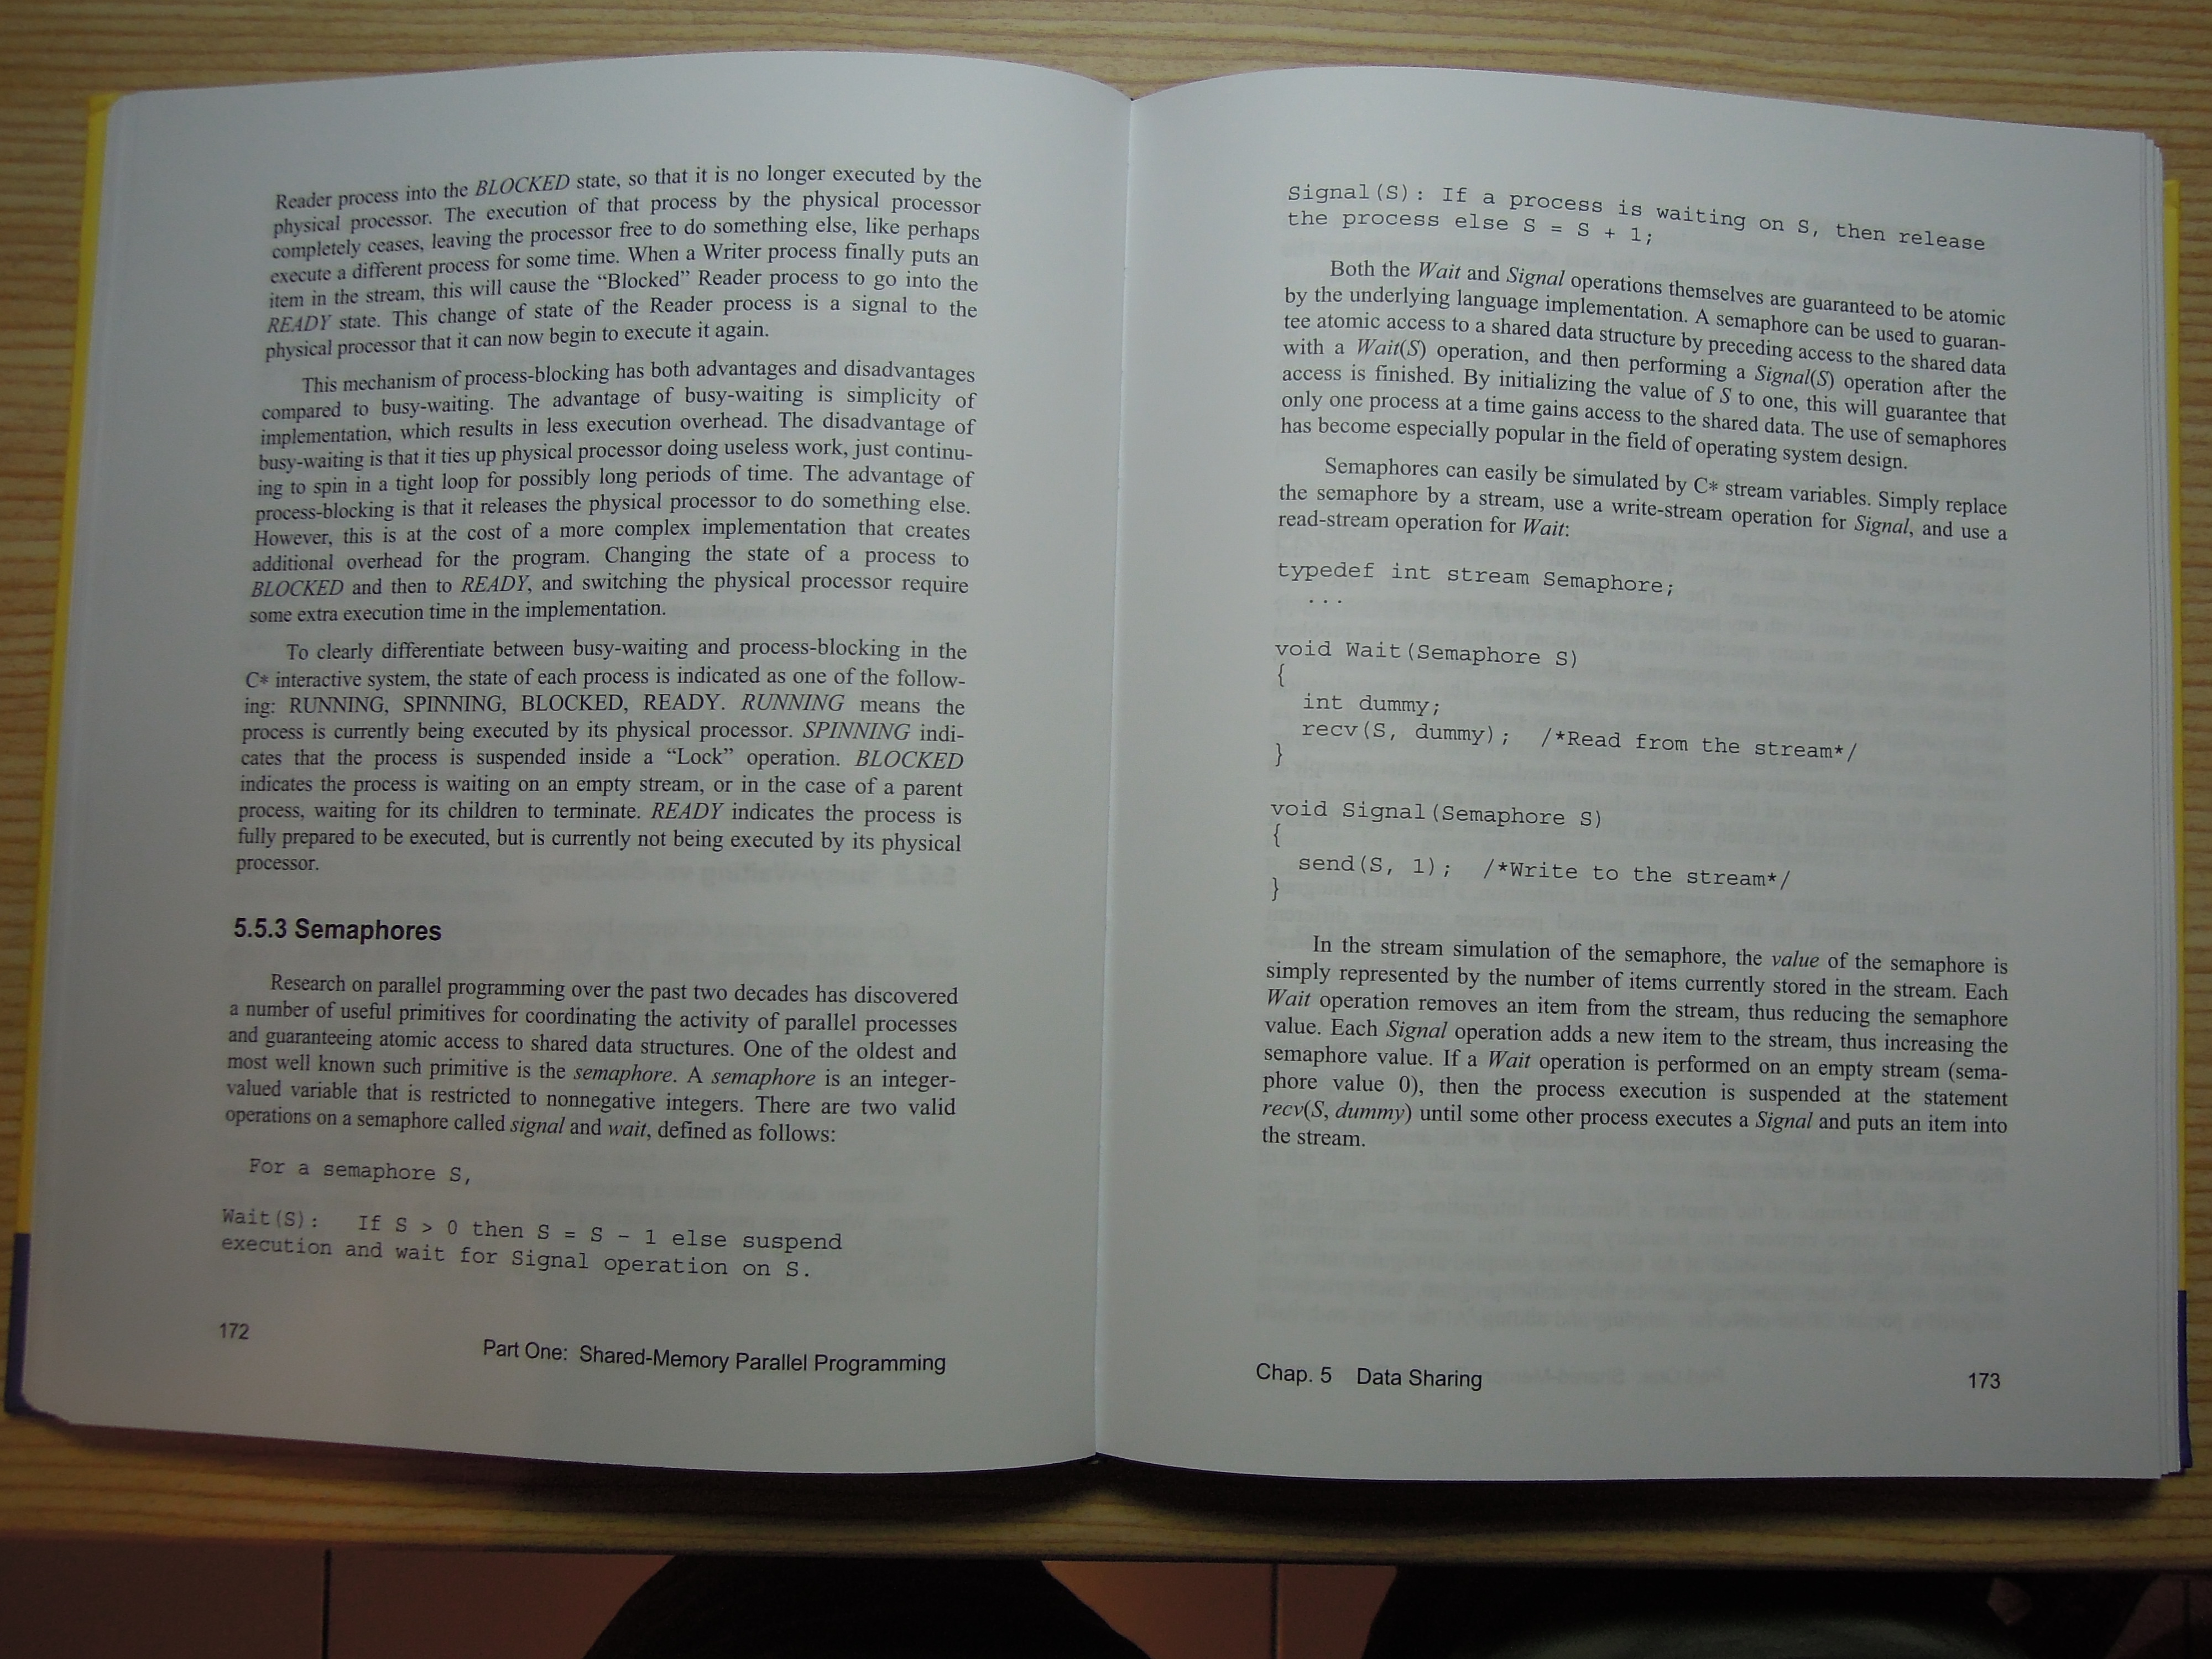 Reader process into the BLOCKED state, so that it is no longer executed by the
physical processor. The execution of that process by the physical processor
completely ceases, leaving the processor free to do something else, like perhaps
execute a different process for some time. When a Writer process finally puts an
item in the stream, this will cause the “Blocked” Reader process to go into the
READY state. This change of state of the Reader process is a signal to the
physical processor that it can now begin to execute it again.
This mechanism of process-blocking has both advantages and disadvantages
compared to busy-waiting. The advantage of busy-waiting is simplicity of
implementation, which results in less execution overhead. The disadvantage of
busy-waiting is that it ties up physical processor doing useless work, just continu-
ing to spin in a tight loop for possibly long periods of time. The advantage of
process-blocking is that it releases the physical processor to do something else.
However, this is at the cost of a more complex implementation that creates
additional overhead for the program. Changing the state of a process to
BLOCKED and then to READY, and switching the physical processor require
some extra execution time in the implementation.
To clearly differentiate between busy-waiting and process-blocking in the
C* interactive system, the state of each process is indicated as one of the follow-
ing: RUNNING, SPINNING, BLOCKED, READY. RUNNING means the
process is currently being executed by its physical processor. SPINNING indi-
cates that the process is suspended inside a “Lock” operation. BLOCKED
indicates the process is waiting on an empty stream, or in the case of a parent
process, waiting for its children to terminate. READY indicates the process is
fully prepared to be executed, but is currently not being executed by its physical
processor.
5.5.3 Semaphores
Research on parallel programming over the past two decades has discovered
a number of useful primitives for coordinating the activity of parallel processes
and guaranteeing atomic access to shared data structures. One of the oldest and
most well known such primitive is the semaphore. A semaphore is an integer-
valued variable that is restricted to nonnegative integers. There are two valid
operations on a semaphore called signal and wait, defined as follows:
For a semaphore S,
Wait(S): If S > 0 then S = S - 1 else suspend
execution and wait for Signal operation on S.
172
Part One: Shared-Memory Parallel Programming
Signal(S): If a process is waiting on S, then release
the process else S = S + 1;
Both the Wait and Signal operations themselves are guaranteed to be atomic
by the underlying language implementation. A semaphore can be used to guaran-
tee atomic access to a shared data structure by preceding access to the shared data
with a Wait(S) operation, and then performing a Signal(S) operation after the
access is finished. By initializing the value of S to one, this will guarantee that
only one process at a time gains access to the shared data. The use of semaphores
has become especially popular in the field of operating system design.
Semaphores can easily be simulated by C* stream variables. Simply replace
the semaphore by a stream, use a write-stream operation for Signal, and use a
read-stream operation for Wait:
typedef int stream Semaphore;
...
void Wait(Semaphore S)
{
int dummy;
recv(S, dummy); /*Read from the stream*/
}
void Signal(Semaphore S)
{
send(S, 1); /*Write to the stream*/
}
In the stream simulation of the semaphore, the value of the semaphore is
simply represented by the number of items currently stored in the stream. Each
Wait operation removes an item from the stream, thus reducing the semaphore
value. Each Signal operation adds a new item to the stream, thus increasing the
semaphore value. If a Wait operation is performed on an empty stream (sema-
phore value 0), then the process execution is suspended at the statement
recv(S, dummy) until some other process executes a Signal and puts an item into
the stream.
Chap. 5 Data Sharing
173